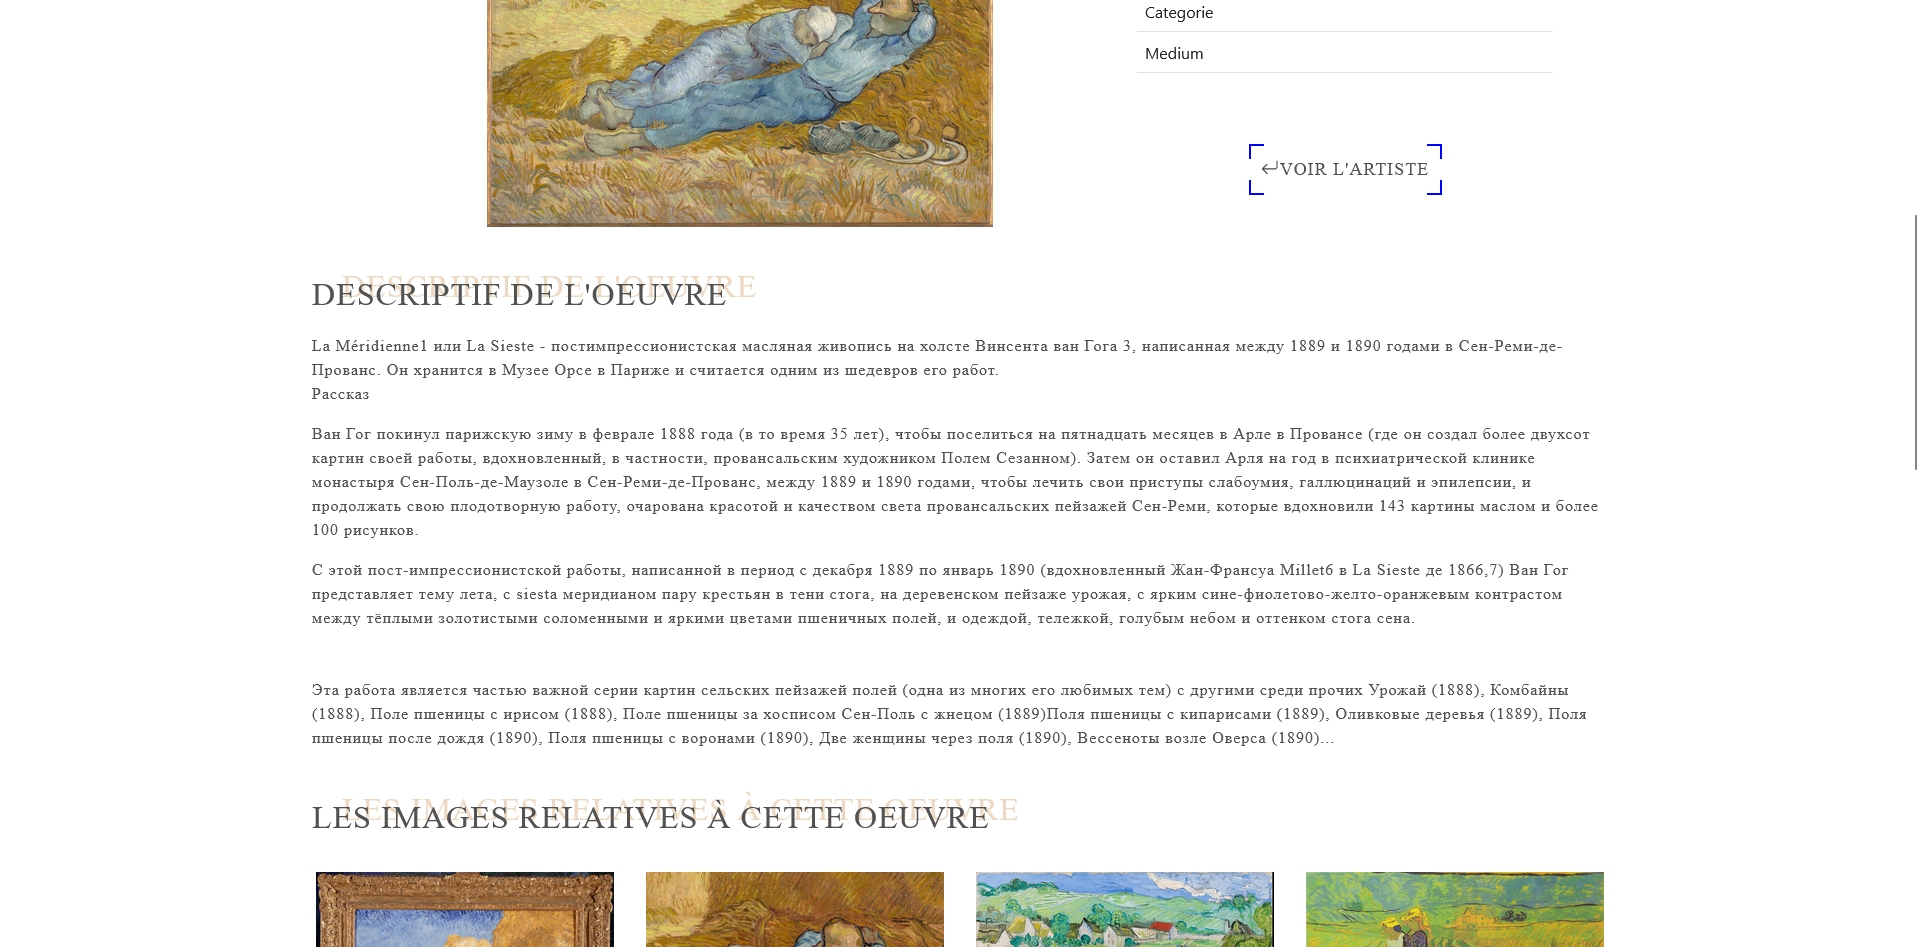 Categorie
Medium
VOIR L'ARTISTE
DESCRIPTIF DE L'OEUVRE
La Méridienne1 или La Sieste - постимпрессионистская масляная живопись на холсте Винсента ван Гога 3, написанная между 1889 и 1890 годами в Сен-Реми-де-
Прованс. Он хранится в Музее Орсе в Париже и считается одним из шедевров его работ.
Рассказ
Ван Гог покинул парижскую зиму в феврале 1888 года (в то время 35 лет), чтобы поселиться на пятнадцать месяцев в Арле в Провансе (где он создал более двухсот
картин своей работы, вдохновленный, в частности, провансальским художником Полем Сезанном). Затем он оставил Арля на год в психиатрической клинике
монастыря Сен-Поль-де-Маузоле в Сен-Реми-де-Прованс, между 1889 и 1890 годами, чтобы лечить свои приступы слабоумия, галлюцинаций и эпилепсии, и
продолжать свою плодотворную работу, очарована красотой и качеством света провансальских пейзажей Сен-Реми, которые вдохновили 143 картины маслом и более
100 рисунков.
С этой пост-импрессионистской работы, написанной в период с декабря 1889 по январь 1890 (вдохновленный Жан-Франсуа Millet6 в La Sieste де 1866,7) Ван Гог
представляет тему лета, с siesta меридианом пару крестьян в тени стога, на деревенском пейзаже урожая, с ярким сине-фиолетово-желто-оранжевым контрастом
между тёплыми золотистыми соломенными и яркими цветами пшеничных полей, и одеждой, тележкой, голубым небом и оттенком стога сена.
Эта работа является частью важной серии картин сельских пейзажей полей (одна из многих его любимых тем) с другими среди прочих Урожай (1888), Комбайны
(1888), Поле пшеницы с ирисом (1888), Поле пшеницы за хосписом Сен-Поль с жнецом (1889)Поля пшеницы с кипарисами (1889), Оливковые деревья (1889), Поля
пшеницы после дождя (1890), Поля пшеницы с воронами (1890), Две женщины через поля (1890), Вессеноты возле Оверса (1890)...
LES IMAGES RELATIVES À CETTE OEUVRE